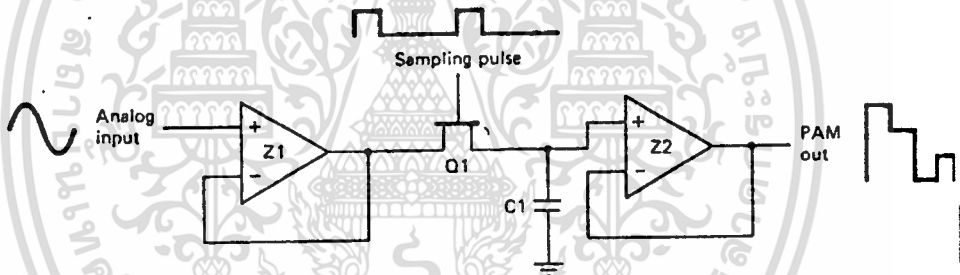 Sampling pulse
Analog
input
+
-
Z1
Q1
C1
+
-
Z2
PAM
out